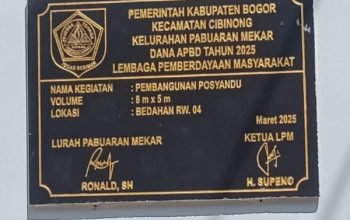 PEMERINTAH KABUPATEN BOGOR
KECAMATAN CIBINONG
KELURAHAN PABUARAN MEKAR
DANA APBD TAHUN 2025
LEMBAGA PEMBERDAYAAN MASYARAKAT
NAMA KEGIATAN : PEMBANGUNAN POSYANDU
VOLUME : 8 m x 5 m
LOKASI : BEDAHAN RW. 04
Maret 2025
LURAH PABUARAN MEKAR KETUA LPM
RONALD, SH H. SUPENO